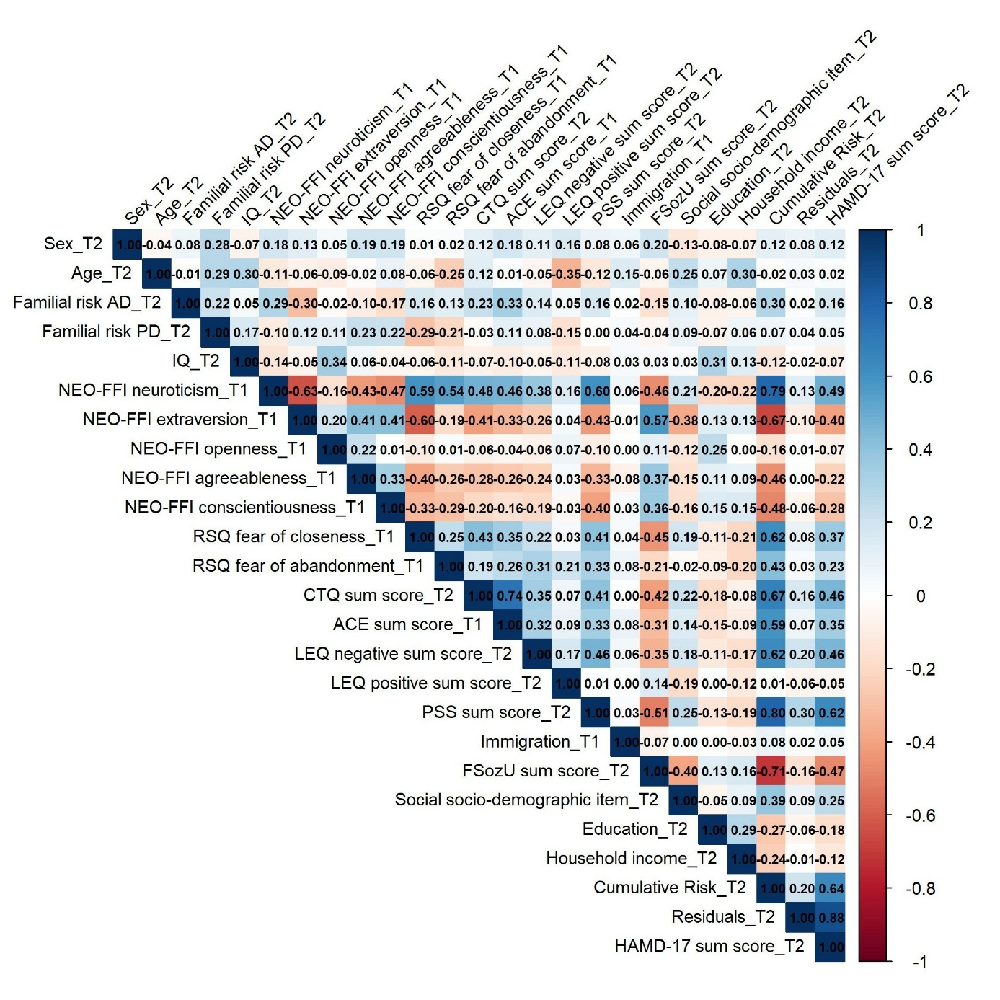 Sex_T2
Age_T2
Familial risk AD_T2
Familial risk PD_T2
IQ_T2
NEO-FFI neuroticism_T1
NEO-FFI extraversion_T1
NEO-FFI openness_T1
NEO-FFI agreeableness_T1
NEO-FFI conscientiousness_T1
RSQ fear of closeness_T1
RSQ fear of abandonment_T1
CTQ sum score_T2
ACE sum score_T1
LEQ negative sum score_T2
LEQ positive sum score_T2
PSS sum score_T2
Immigration_T1
FSozU sum score_T2
Social socio-demographic item_T2
Education_T2
Household income_T2
Cumulative Risk_T2
Residuals_T2
HAMD-17 sum score_T2
Sex_T2 1.00 -0.04 0.08 0.28 -0.07 0.18 0.13 0.05 0.19 0.19 0.01 0.02 0.12 0.18 0.11 0.16 0.08 0.06 0.20 -0.13 -0.08 -0.07 0.12 0.08 0.12 1
Age_T2 1.00 -0.01 0.29 0.30 -0.11 -0.06 -0.09 -0.02 0.08 -0.06 -0.25 0.12 0.01 -0.05 -0.35 -0.12 0.15 -0.06 0.25 0.07 0.30 -0.02 0.03 0.02
Familial risk AD_T2 1.00 0.22 0.05 0.29 -0.30 -0.02 -0.10 -0.17 0.16 0.13 0.23 0.33 0.14 0.05 0.16 0.02 -0.15 0.10 -0.08 -0.06 0.30 0.02 0.16 0.8
Familial risk PD_T2 1.00 0.17 -0.10 0.12 0.11 0.23 0.22 -0.29 -0.21 -0.03 0.11 0.08 -0.15 0.00 0.04 -0.04 0.09 -0.07 0.06 0.07 0.04 0.05
IQ_T2 1.00 -0.14 -0.05 0.34 0.06 -0.04 -0.06 -0.11 -0.07 -0.10 -0.05 -0.11 -0.08 0.03 0.03 0.03 0.31 0.13 -0.12 -0.02 -0.07
NEO-FFI neuroticism_T1 1.00 -0.63 -0.16 -0.43 -0.47 0.59 0.54 0.48 0.46 0.38 0.16 0.60 0.06 -0.46 0.21 -0.20 -0.22 0.79 0.13 0.49 0.6
NEO-FFI extraversion_T1 1.00 0.20 0.41 0.41 -0.60 -0.19 -0.41 -0.33 -0.26 0.04 -0.43 -0.01 0.57 -0.38 0.13 0.13 -0.67 -0.10 -0.40
NEO-FFI openness_T1 1.00 0.22 0.01 -0.10 0.01 -0.06 -0.04 -0.06 0.07 -0.10 0.00 0.11 -0.12 0.25 0.00 -0.16 0.01 -0.07 0.4
NEO-FFI agreeableness_T1 1.00 0.33 -0.40 -0.26 -0.28 -0.26 -0.24 0.03 -0.33 -0.08 0.37 -0.15 0.11 0.09 -0.46 0.00 -0.22
NEO-FFI conscientiousness_T1 1.00 -0.33 -0.29 -0.20 -0.16 -0.19 -0.03 -0.40 0.03 0.36 -0.16 0.15 0.15 -0.48 -0.06 -0.28 0.2
RSQ fear of closeness_T1 1.00 0.25 0.43 0.35 0.22 0.03 0.41 0.04 -0.45 0.19 -0.11 -0.21 0.62 0.08 0.37
RSQ fear of abandonment_T1 1.00 0.19 0.26 0.31 0.21 0.33 0.08 -0.21 -0.02 -0.09 -0.20 0.43 0.03 0.23
CTQ sum score_T2 1.00 0.74 0.35 0.07 0.41 0.00 -0.42 0.22 -0.18 -0.08 0.67 0.16 0.46 0
ACE sum score_T1 1.00 0.32 0.09 0.33 0.08 -0.31 0.14 -0.15 -0.09 0.59 0.07 0.35
LEQ negative sum score_T2 1.00 0.17 0.46 0.06 -0.35 0.18 -0.11 -0.17 0.62 0.20 0.46 -0.2
LEQ positive sum score_T2 1.00 0.01 0.00 0.14 -0.19 0.00 -0.12 0.01 -0.06 -0.05
PSS sum score_T2 1.00 0.03 -0.51 0.25 -0.13 -0.19 0.80 0.30 0.62
Immigration_T1 1.00 -0.07 0.00 0.00 -0.03 0.08 0.02 0.05 -0.4
FSozU sum score_T2 1.00 -0.40 0.13 0.16 -0.71 -0.16 -0.47
Social socio-demographic item_T2 1.00 -0.05 0.09 0.39 0.09 0.25 -0.6
Education_T2 1.00 0.29 -0.27 -0.06 -0.18
Household income_T2 1.00 -0.24 -0.01 -0.12
Cumulative Risk_T2 1.00 0.20 0.64 -0.8
Residuals_T2 1.00 0.88
HAMD-17 sum score_T2 1.00 -1